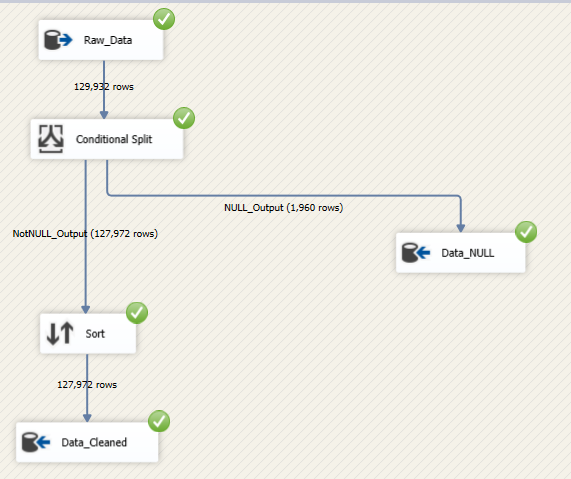 Raw_Data
129,932 rows
Conditional Split
NULL_Output (1,960 rows)
NotNULL_Output (127,972 rows)
Data_NULL
Sort
127,972 rows
Data_Cleaned